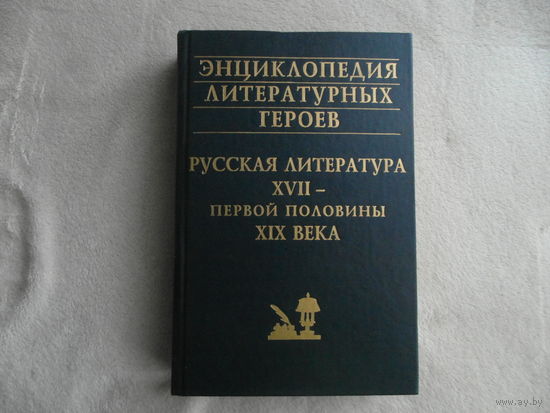 ЭНЦИКЛОПЕДИЯ
ЛИТЕРАТУРНЫХ
ГЕРОЕВ
РУССКАЯ ЛИТЕРАТУРА
XVII –
ПЕРВОЙ ПОЛОВИНЫ
XIX ВЕКА
www.ay.by